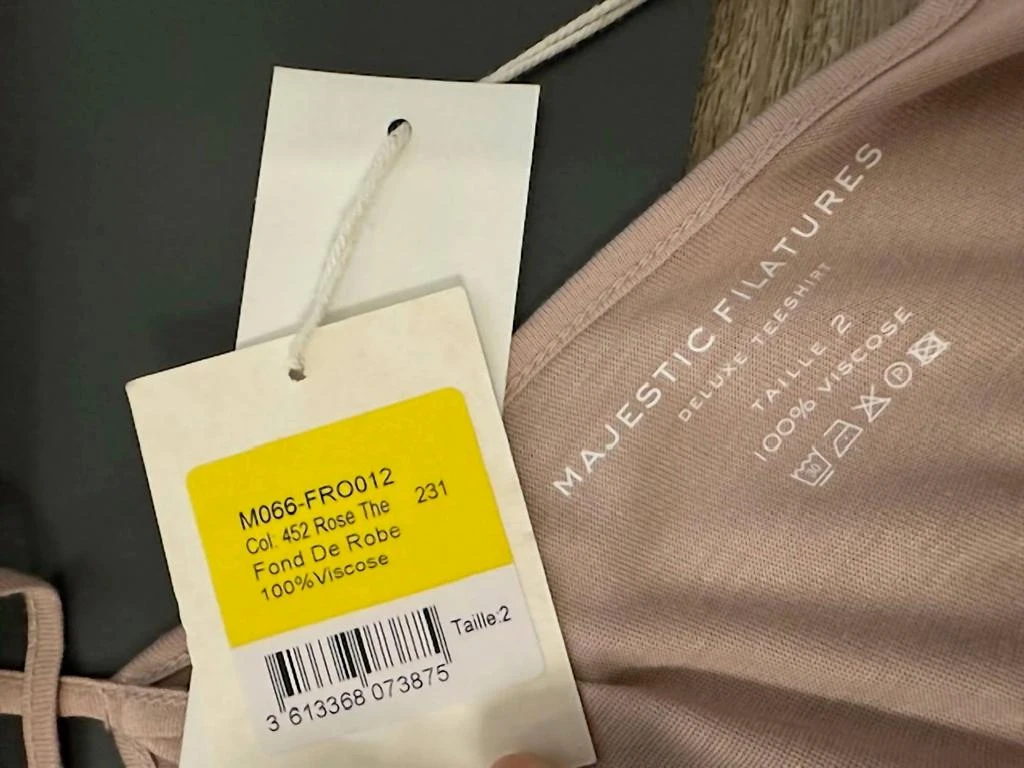 M066-FRO012
Col: 452 Rose The 231
Fond De Robe
100%Viscose
Taille:2
3 613368 073875
MAJESTIC FILATURES
DELUXE TEESHIRT
TAILLE 2
100% VISCOSE
30
P